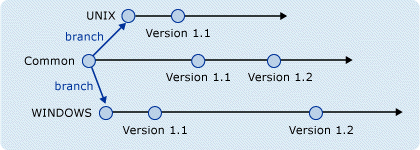 UNIX
Version 1.1
branch
Common
Version 1.1
Version 1.2
branch
WINDOWS
Version 1.1
Version 1.2